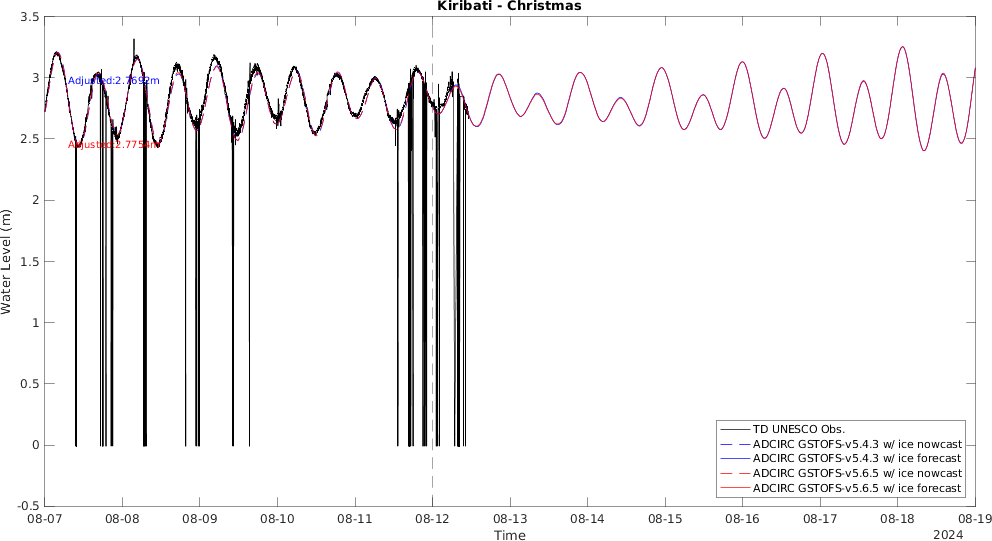 Kiribati - Christmas
Water Level (m)
3.5
3
2.5
2
1.5
1
0.5
0
-0.5
Adjusted:2.7692m
Adjusted:2.7754m
TD UNESCO Obs.
ADCIRC GSTOFS-v5.4.3 w/ ice nowcast
ADCIRC GSTOFS-v5.4.3 w/ ice forecast
ADCIRC GSTOFS-v5.6.5 w/ ice nowcast
ADCIRC GSTOFS-v5.6.5 w/ ice forecast
08-07 08-08 08-09 08-10 08-11 08-12 08-13 08-14 08-15 08-16 08-17 08-18 08-19
Time
2024